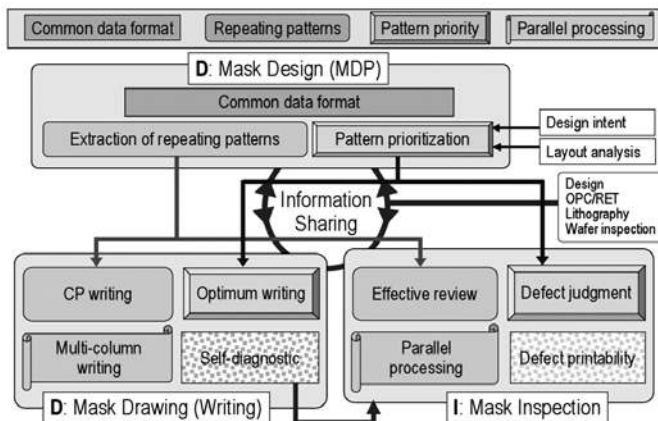 Common data format
Repeating patterns
Pattern priority
Parallel processing
D: Mask Design (MDP)
Common data format
Extraction of repeating patterns
Pattern prioritization
Design intent
Layout analysis
Information
Sharing
Design
OPC/RET
Lithography
Wafer inspection
CP writing
Optimum writing
Effective review
Defect judgment
Multi-column
writing
Self-diagnostic
Parallel
processing
Defect printability
D: Mask Drawing (Writing)
I: Mask Inspection